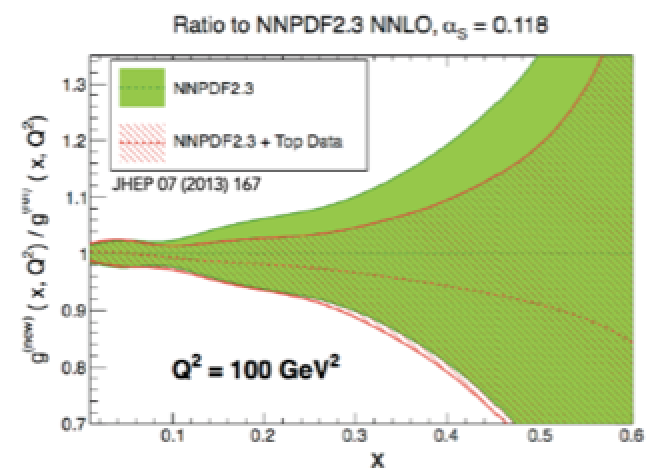 Ratio to NNPDF2.3 NNLO, αS = 0.118
NNPDF2.3
NNPDF2.3 + Top Data
JHEP 07 (2013) 167
g(new) ( x, Q2) / g ( x, Q2)
1.3
1.2
1.1
1
0.9
0.8
0.7
Q2 = 100 GeV2
0.1
0.2
0.3
0.4
0.5
0.6
x